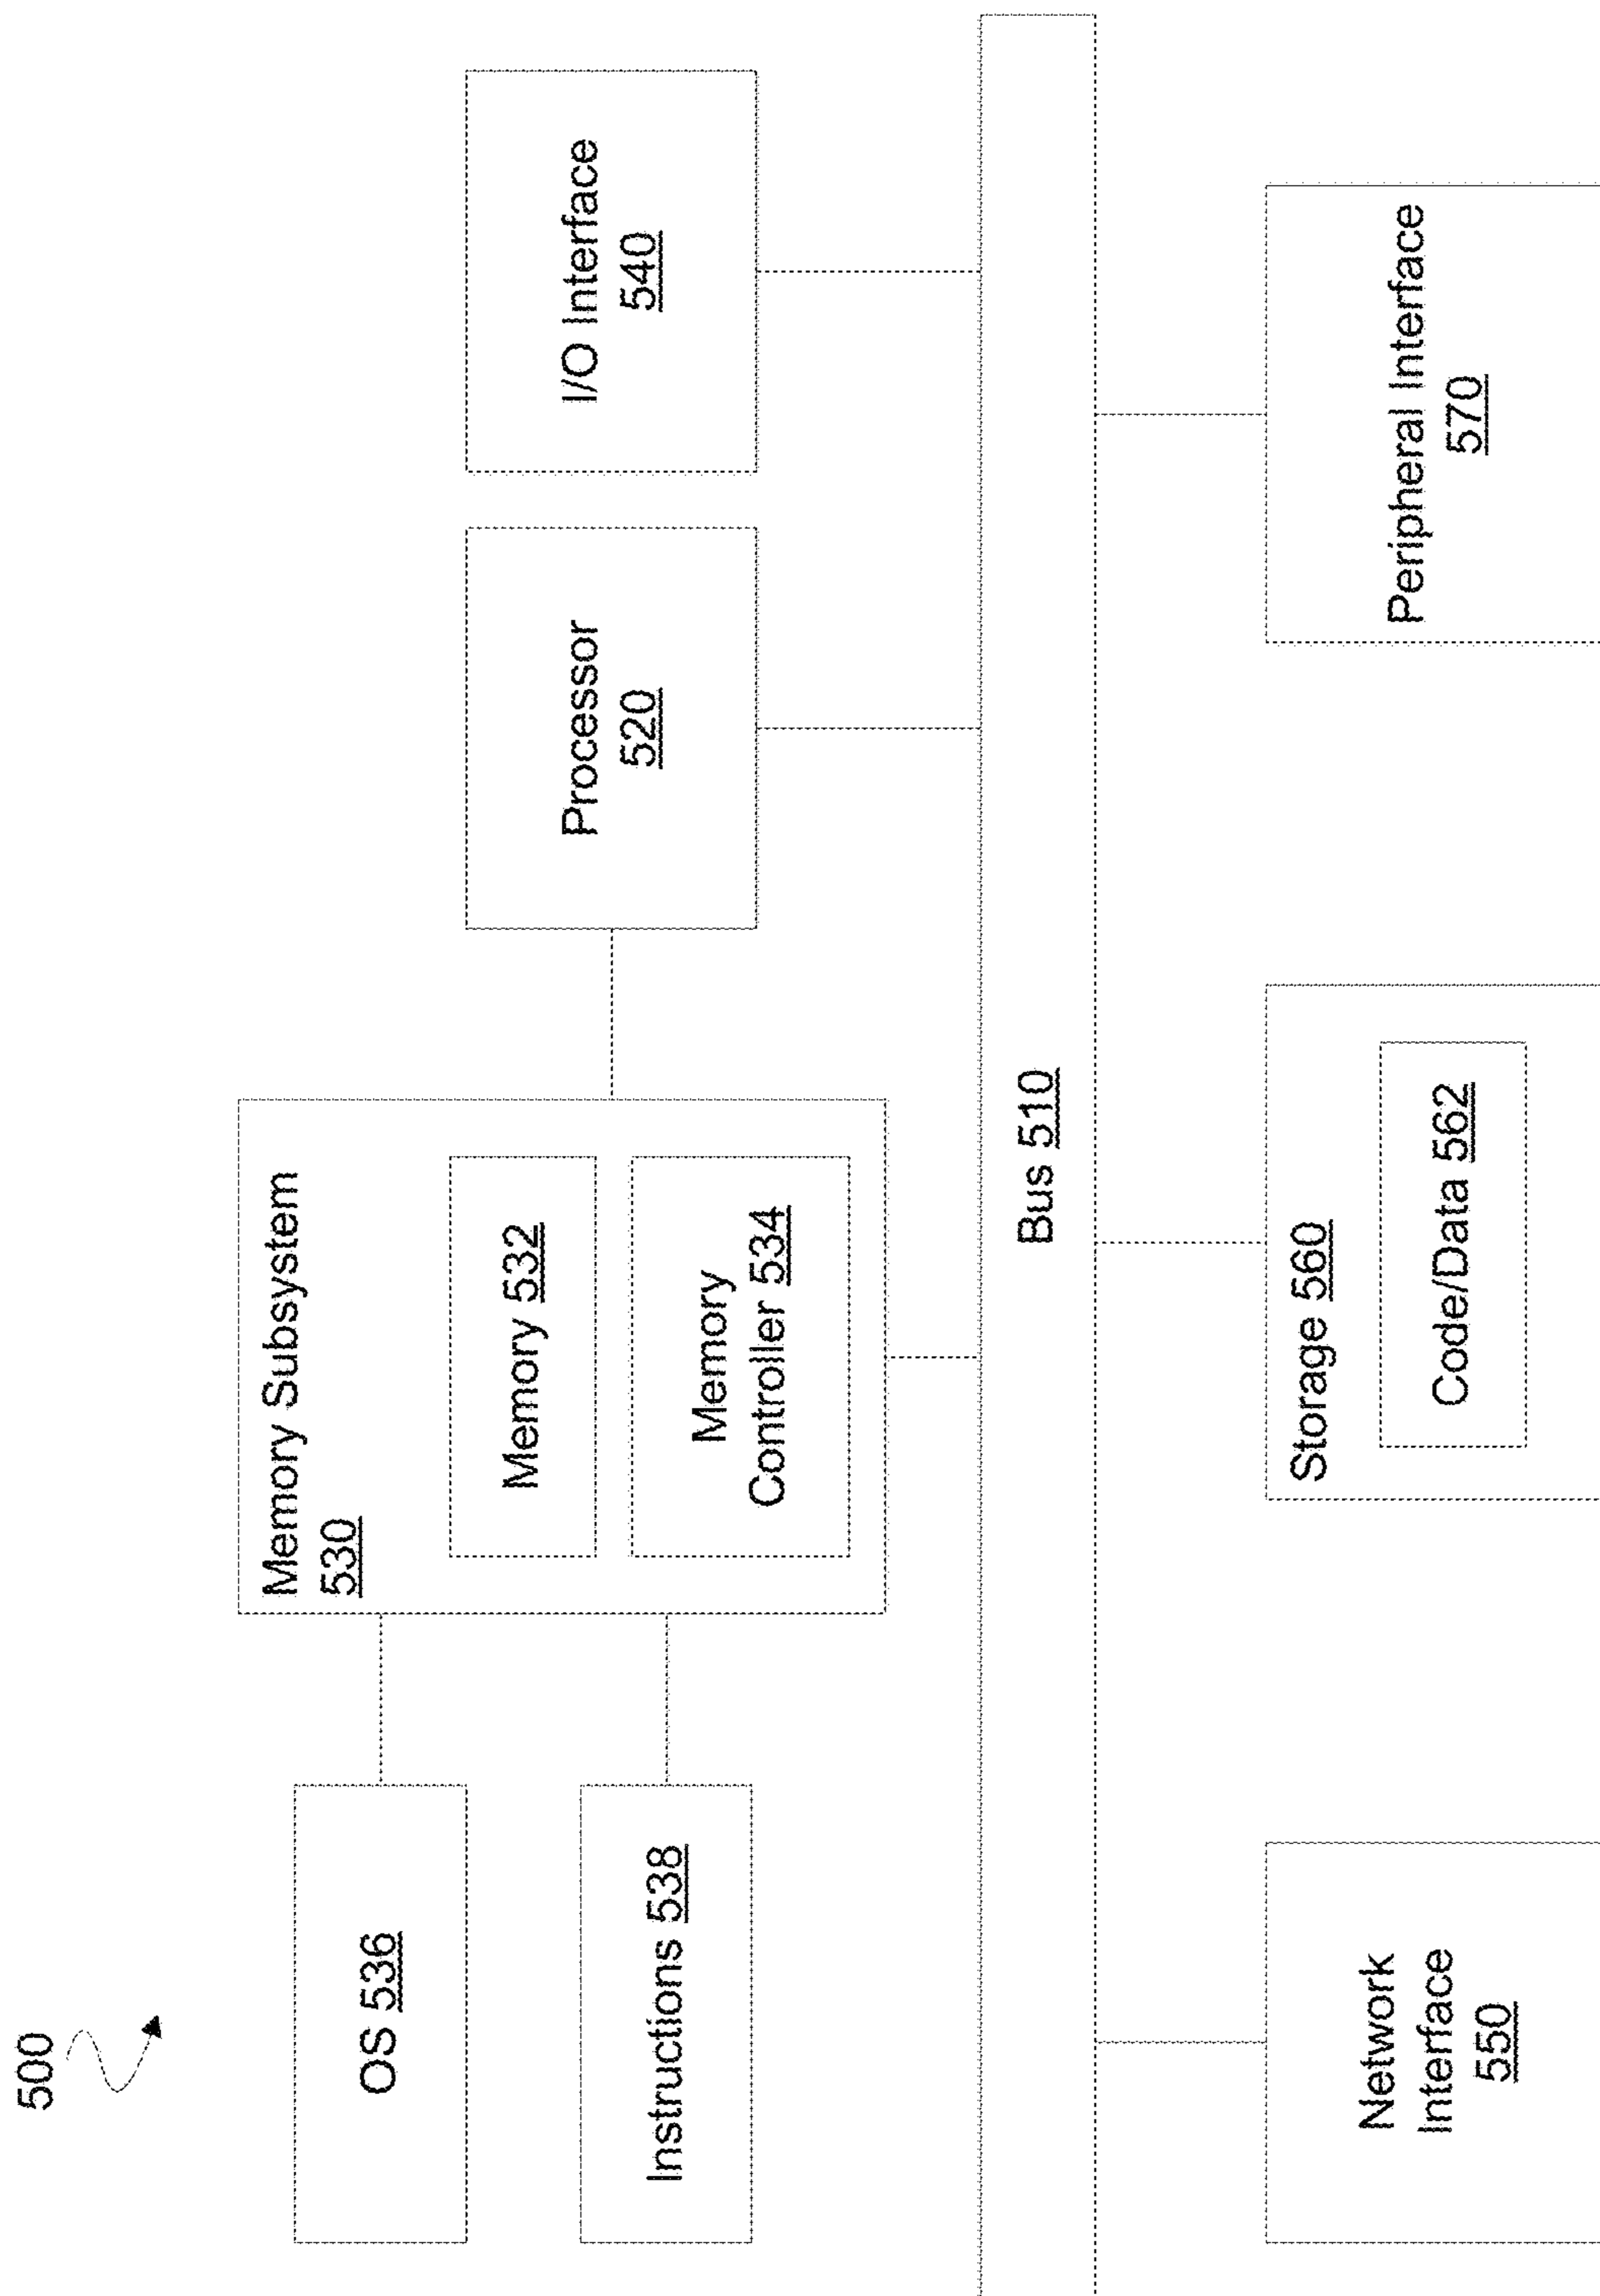 500
OS 536
Instructions 538
Memory Subsystem
530
Memory 532
Memory
Controller 534
Processor
520
I/O Interface
540
Bus 510
Network
Interface
550
Storage 560
Code/Data 562
Peripheral Interface
570